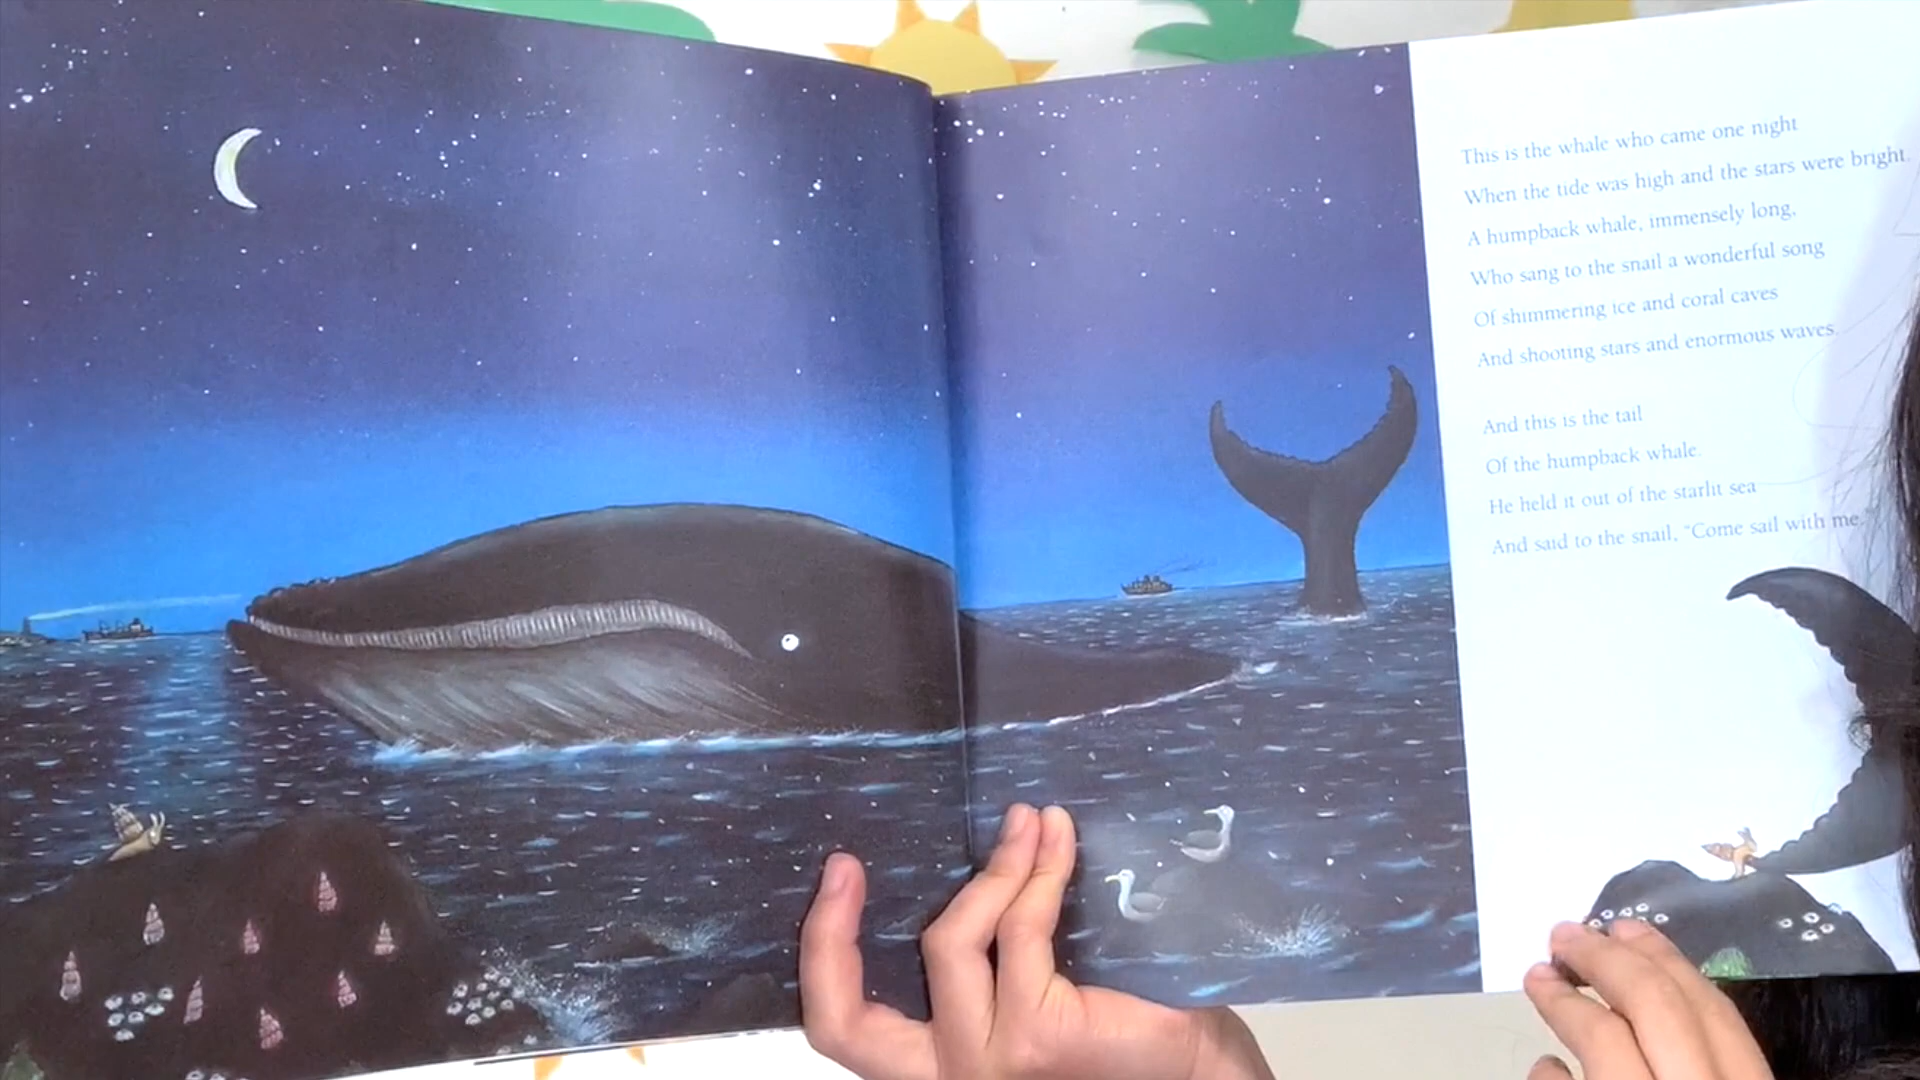 This is the whale who came one night
When the tide was high and the stars were bright.
A humpback whale, immensely long,
Who sang to the snail a wonderful song
Of shimmering ice and coral caves
And shooting stars and enormous waves.
And this is the tail
Of the humpback whale.
He held it out of the starlit sea
And said to the snail, “Come sail with me.”